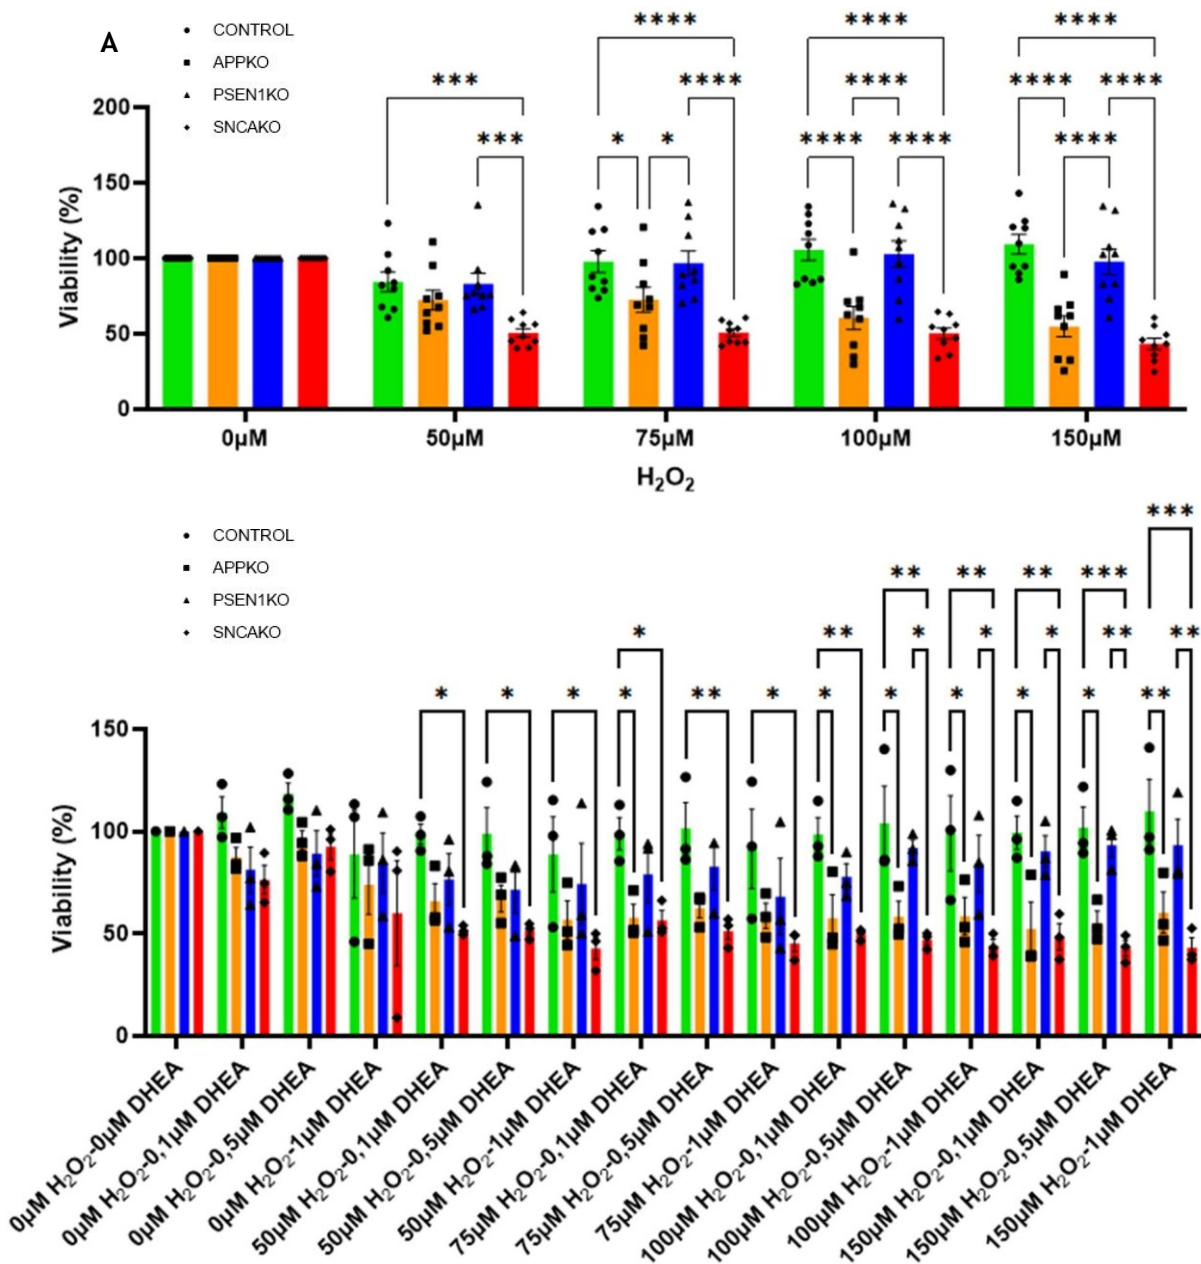 A
CONTROL
APPKO
PSEN1KO
SNCAKO
**** **** ****
*** **** **** **** ****
*** * * **** **** ****
200
150
100
50
0
Viability (%)
0µM 50µM 75µM 100µM 150µM
H₂O₂
CONTROL
APPKO
PSEN1KO
SNCAKO
***
** ** ** ***
* ** * * * ** **
* * * * ** * * * * * * **
150
100
50
0
Viability (%)
0µM H₂O₂-0µM DHEA
0µM H₂O₂-0,1µM DHEA
0µM H₂O₂-0,5µM DHEA
0µM H₂O₂-1µM DHEA
50µM H₂O₂-0,1µM DHEA
50µM H₂O₂-0,5µM DHEA
50µM H₂O₂-1µM DHEA
75µM H₂O₂-0,1µM DHEA
75µM H₂O₂-0,5µM DHEA
75µM H₂O₂-1µM DHEA
100µM H₂O₂-0,1µM DHEA
100µM H₂O₂-0,5µM DHEA
100µM H₂O₂-1µM DHEA
150µM H₂O₂-0,1µM DHEA
150µM H₂O₂-0,5µM DHEA
150µM H₂O₂-1µM DHEA